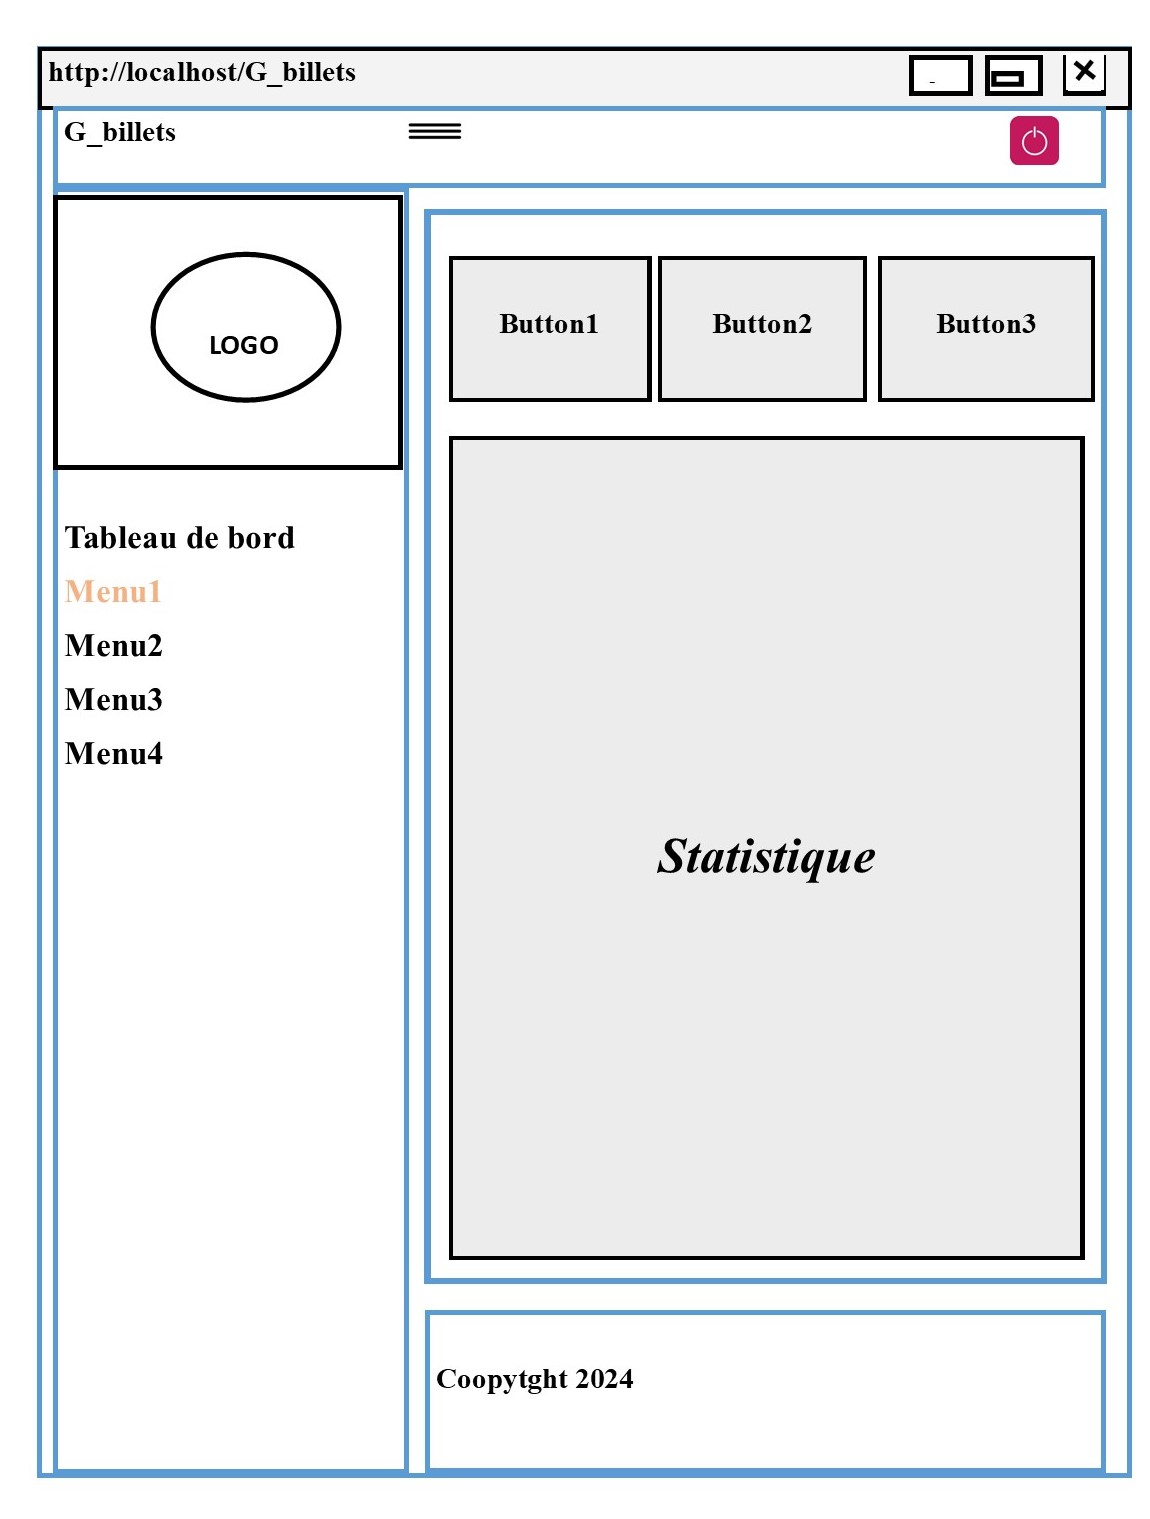 http://localhost/G_billets
G_billets
LOGO
Button1
Button2
Button3
Tableau de bord
Menu1
Menu2
Menu3
Menu4
Statistique
Coopytght 2024